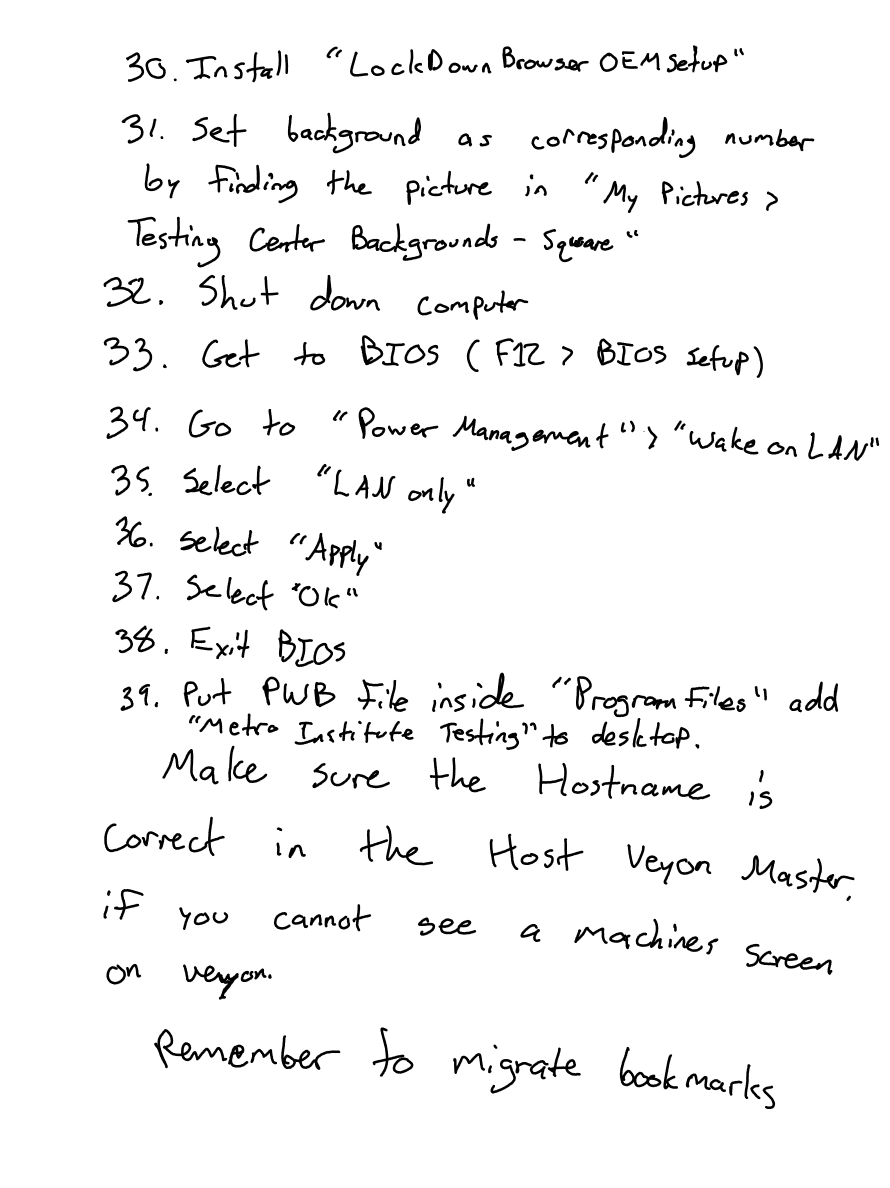 30. Install "LockDown Browser OEM Setup"
31. Set background as corresponding number
by finding the picture in "My Pictures >
Testing Center Backgrounds - Square"
32. Shut down computer
33. Get to BIOS (F12 > BIOS setup)
34. Go to "Power Management" > "Wake on LAN"
35. Select "LAN only"
36. Select "Apply"
37. Select "Ok"
38. Exit BIOS
39. Put PWB file inside "Program Files" add
"Metro Institute Testing" to desktop.
Make sure the Hostname is
correct in the Host Veyon Master.
if you cannot see a machines screen
on veyon.
Remember to migrate bookmarks